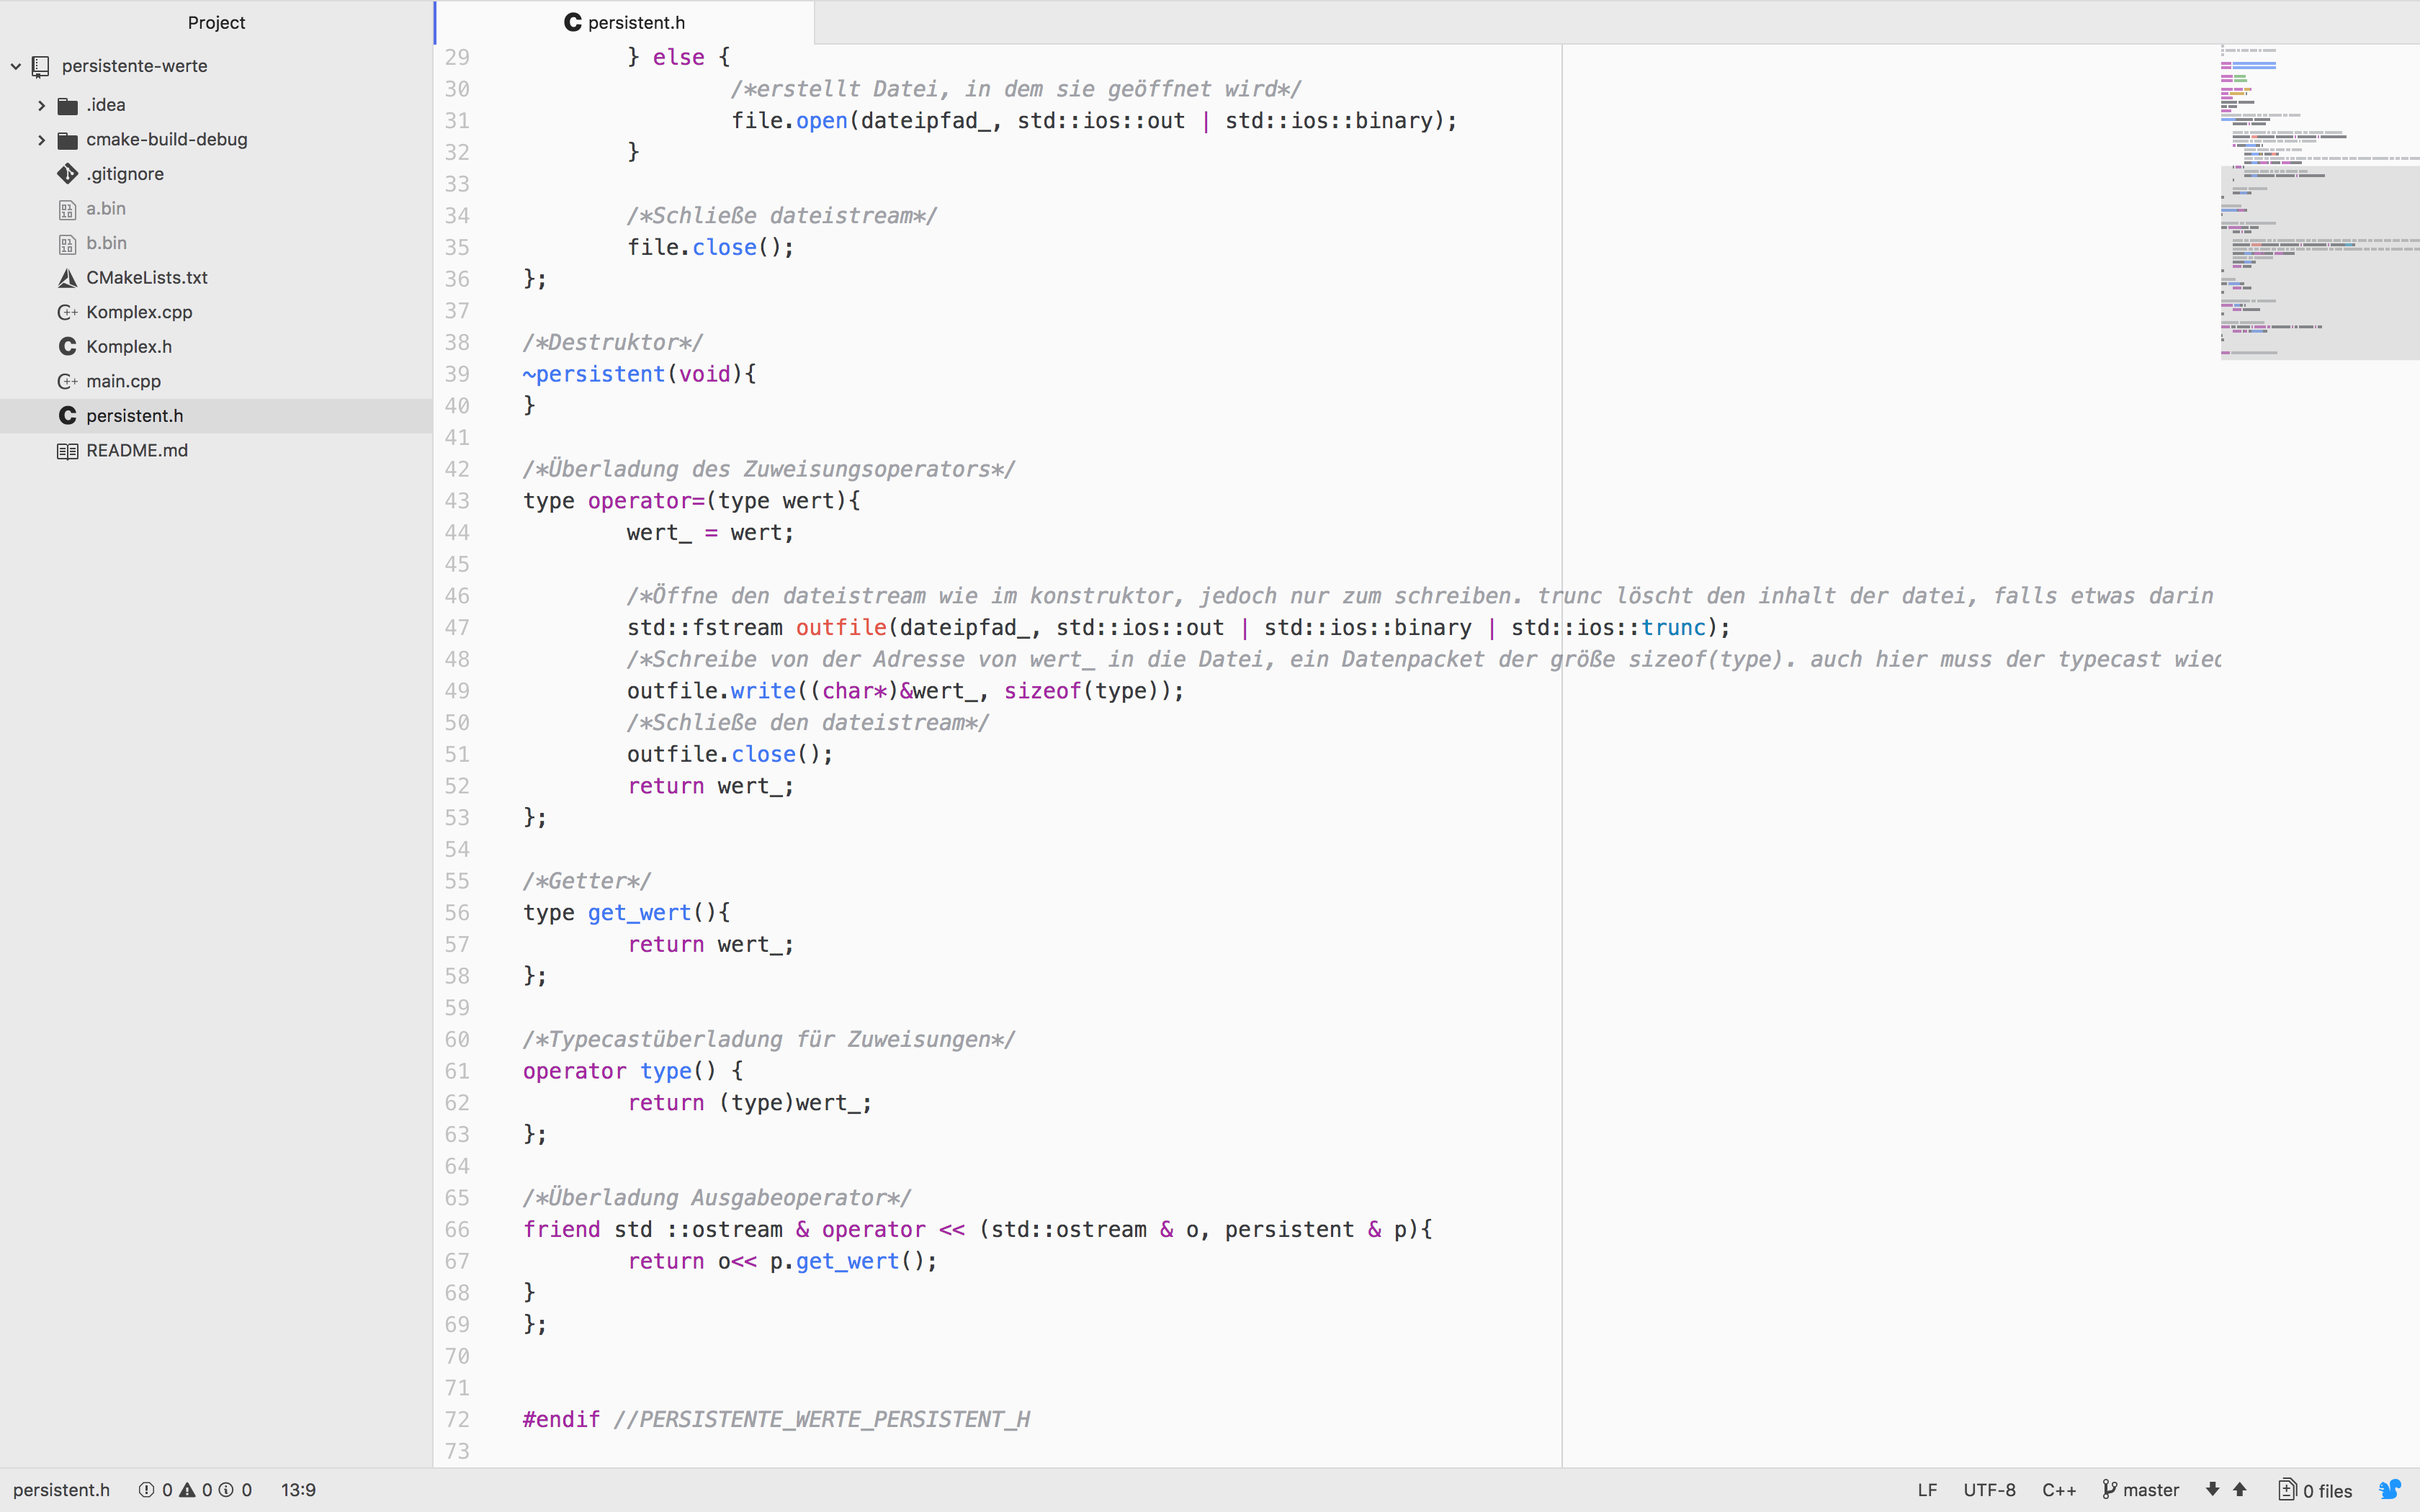 Project
persistente-werte
.idea
cmake-build-debug
.gitignore
a.bin
b.bin
CMakeLists.txt
Komplex.cpp
Komplex.h
main.cpp
persistent.h
README.md
persistent.h
29 } else {
30 /*erstellt Datei, in dem sie geöffnet wird*/
31 file.open(dateipfad_, std::ios::out | std::ios::binary);
32 }
33
34 /*Schließe dateistream*/
35 file.close();
36 };
37
38 /*Destruktor*/
39 ~persistent(void){
40 }
41
42 /*Überladung des Zuweisungsoperators*/
43 type operator=(type wert){
44 wert_ = wert;
45
46 /*Öffne den dateistream wie im konstruktor, jedoch nur zum schreiben. trunc löscht den inhalt der datei, falls etwas darin
47 std::fstream outfile(dateipfad_, std::ios::out | std::ios::binary | std::ios::trunc);
48 /*Schreibe von der Adresse von wert_ in die Datei, ein Datenpacket der größe sizeof(type). auch hier muss der typecast
49 outfile.write((char*)&wert_, sizeof(type));
50 /*Schließe den dateistream*/
51 outfile.close();
52 return wert_;
53 };
54
55 /*Getter*/
56 type get_wert(){
57 return wert_;
58 };
59
60 /*Typecastüberladung für Zuweisungen*/
61 operator type() {
62 return (type)wert_;
63 };
64
65 /*Überladung Ausgabeoperator*/
66 friend std ::ostream & operator << (std::ostream & o, persistent & p){
67 return o<< p.get_wert();
68 }
69 };
70
71
72 #endif //PERSISTENTE_WERTE_PERSISTENT_H
73
persistent.h 0 0 0 13:9 LF UTF-8 C++ master 0 files